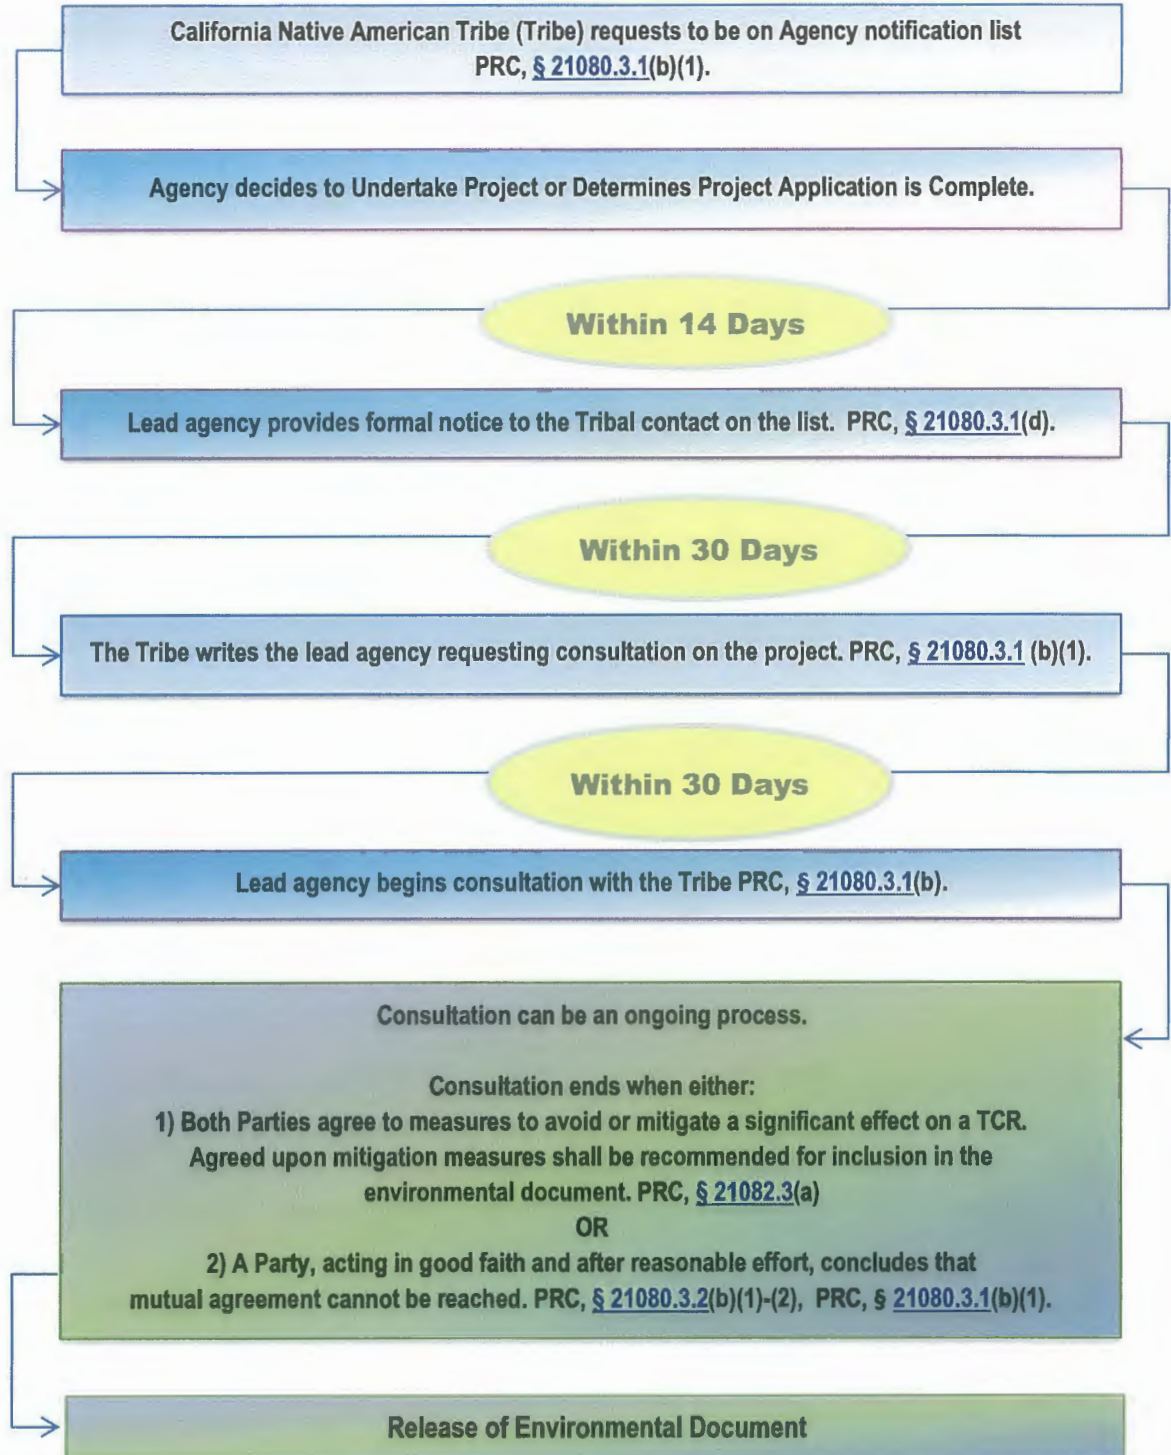 California Native American Tribe (Tribe) requests to be on Agency notification list
PRC, § 21080.3.1(b)(1).
Agency decides to Undertake Project or Determines Project Application is Complete.
Within 14 Days
Lead agency provides formal notice to the Tribal contact on the list. PRC, § 21080.3.1(d).
Within 30 Days
The Tribe writes the lead agency requesting consultation on the project. PRC, § 21080.3.1 (b)(1).
Within 30 Days
Lead agency begins consultation with the Tribe PRC, § 21080.3.1(b).
Consultation can be an ongoing process.
Consultation ends when either:
1) Both Parties agree to measures to avoid or mitigate a significant effect on a TCR.
Agreed upon mitigation measures shall be recommended for inclusion in the
environmental document. PRC, § 21082.3(a)
OR
2) A Party, acting in good faith and after reasonable effort, concludes that
mutual agreement cannot be reached. PRC, § 21080.3.2(b)(1)-(2), PRC, § 21080.3.1(b)(1).
Release of Environmental Document